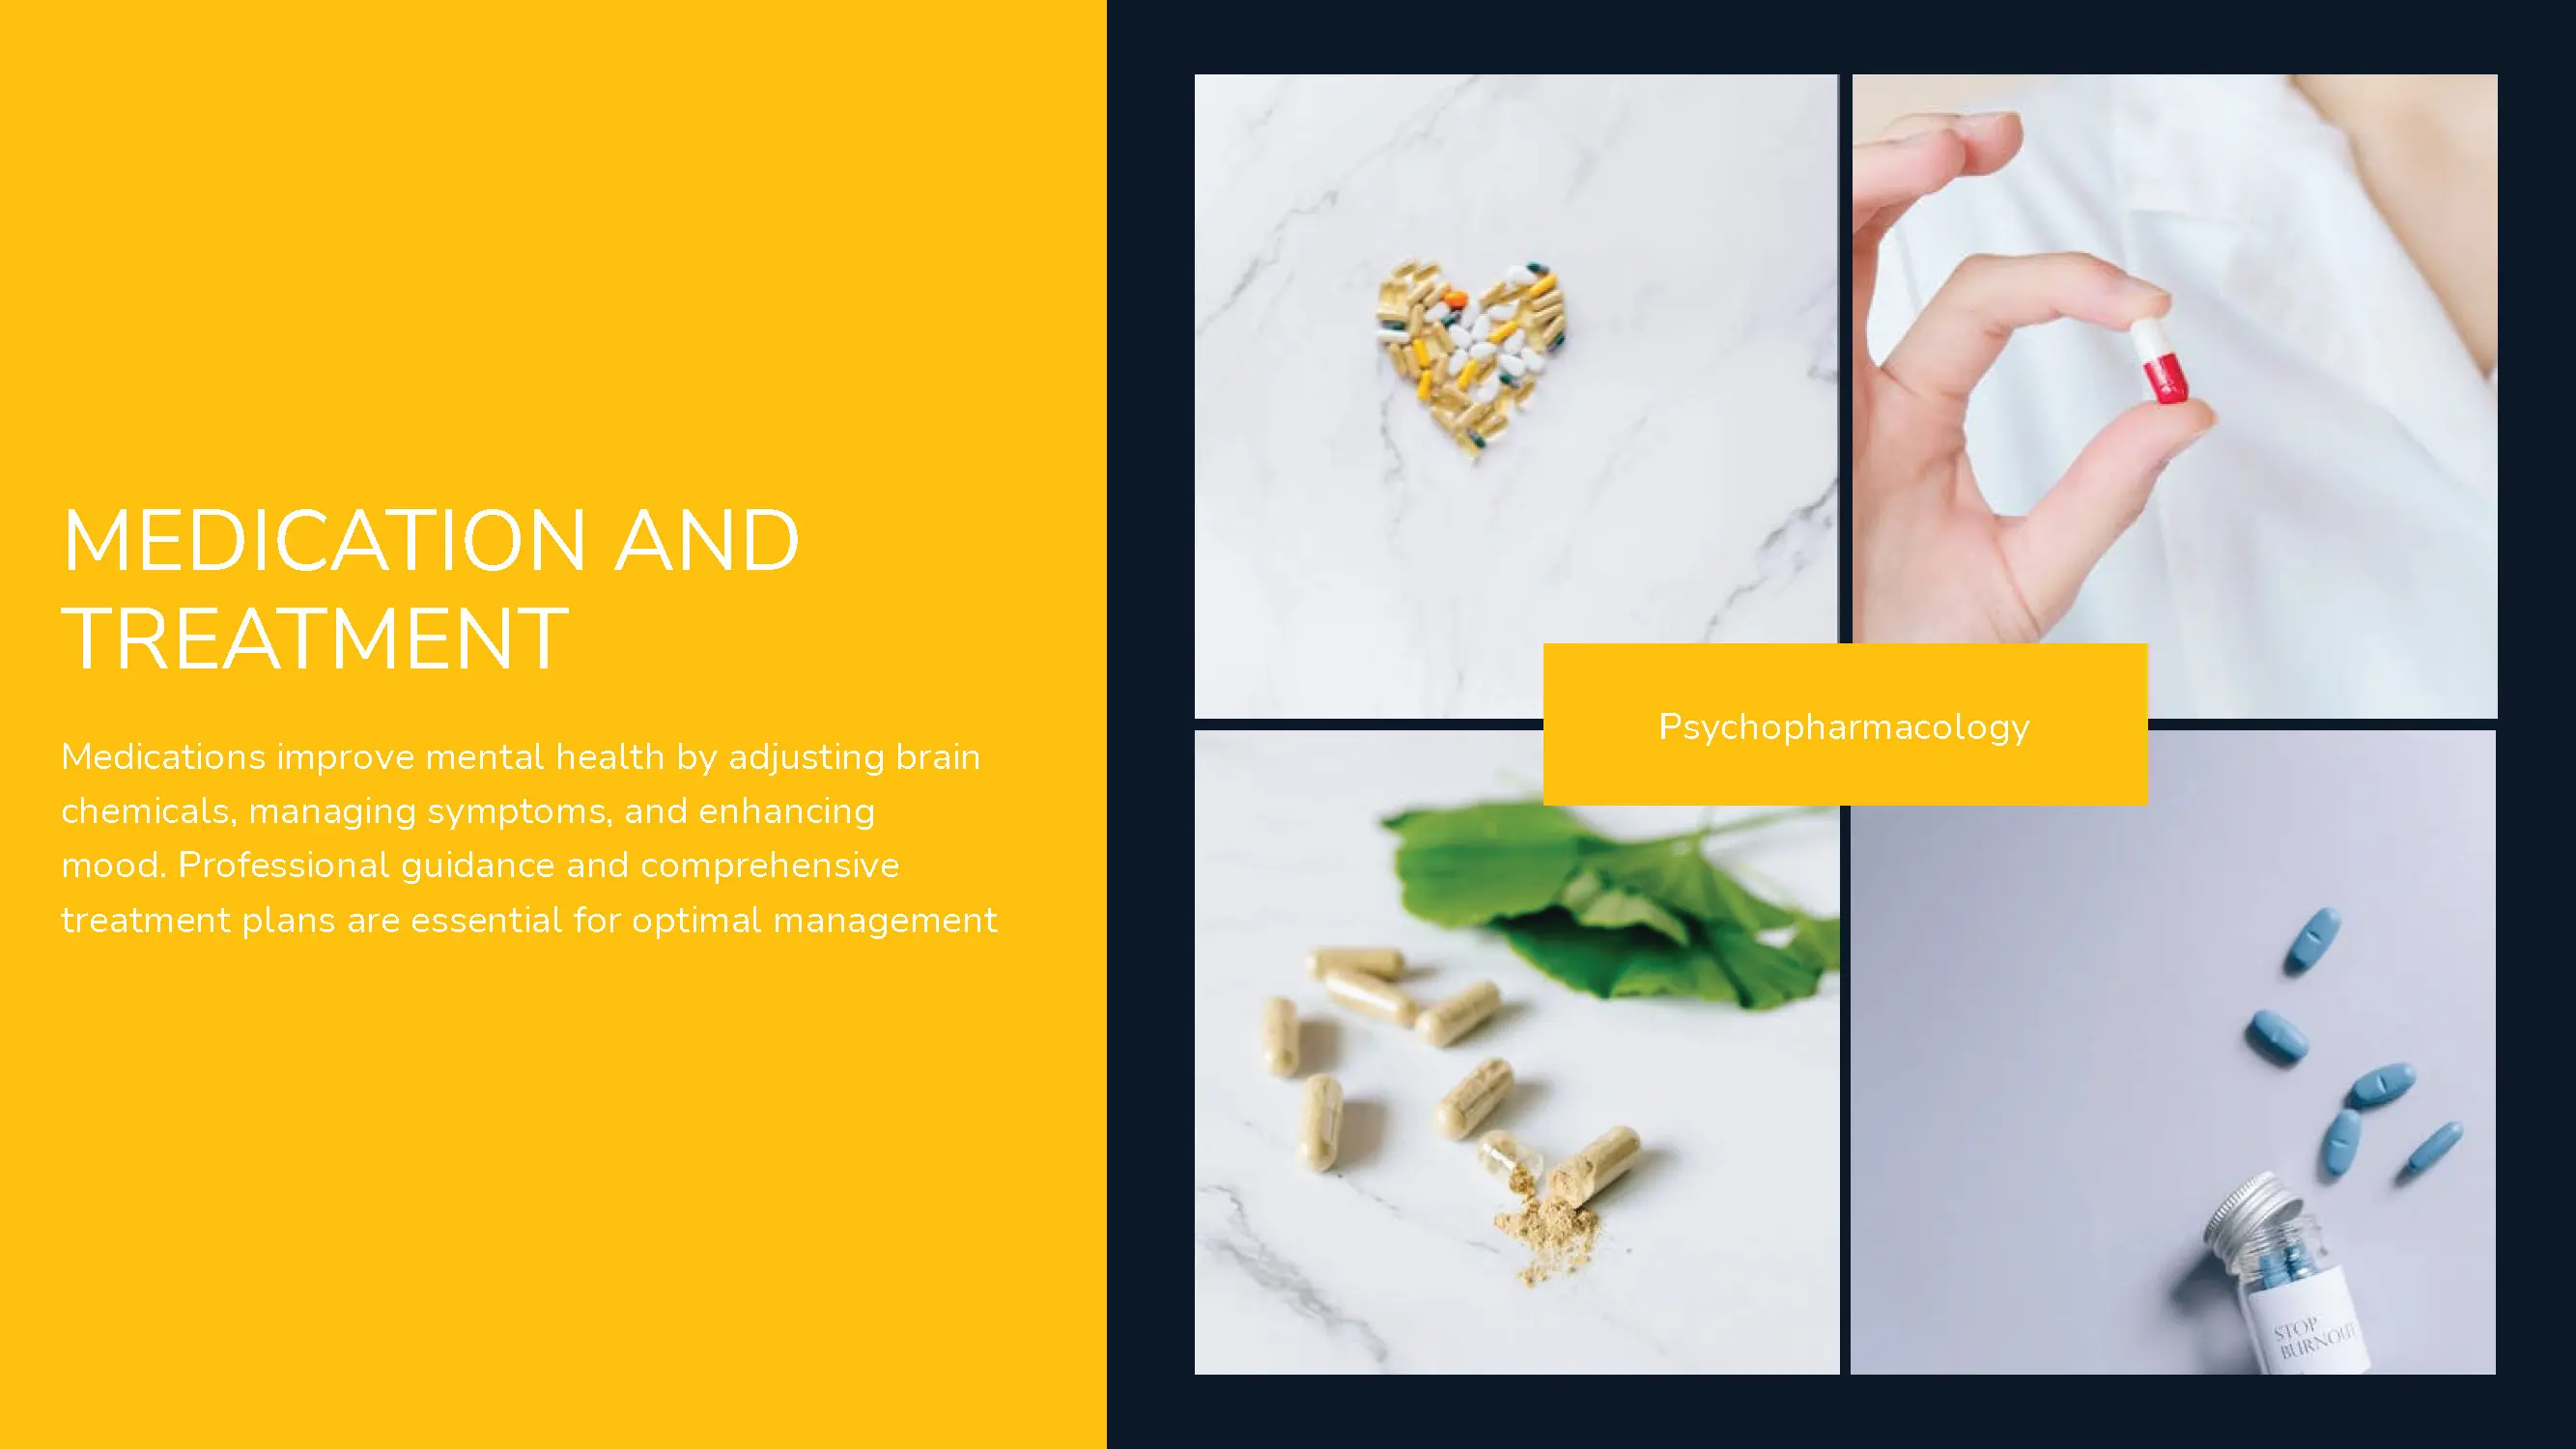 MEDICATION AND
TREATMENT
Medications improve mental health by adjusting brain
chemicals, managing symptoms, and enhancing
mood. Professional guidance and comprehensive
treatment plans are essential for optimal management
Psychopharmacology
STOP
BURNOUT